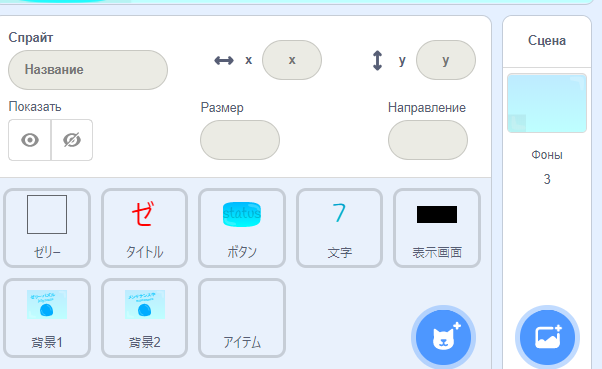 Спрайт
Название
x
x
y
y
Показать
Размер
Направление
Сцена
Фоны
3
ゼ
status
フ
ゼリー
タイトル
ボタン
文字
表示画面
背景1
背景2
アイテム